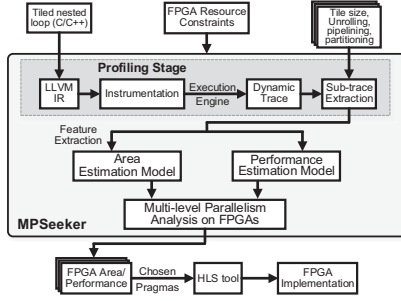 Tiled nested
loop (C/C++)
FPGA Resource
Constraints
Tile size,
Unrolling,
pipelining,
partitioning
Profiling Stage
LLVM
IR
Instrumentation
Execution
Engine
Dynamic
Trace
Sub-trace
Extraction
Feature
Extraction
Area
Estimation Model
Performance
Estimation Model
Multi-level Parallelism
Analysis on FPGAs
MPSeeker
FPGA Area/
Performance
Chosen
Pragmas
HLS tool
FPGA
Implementation